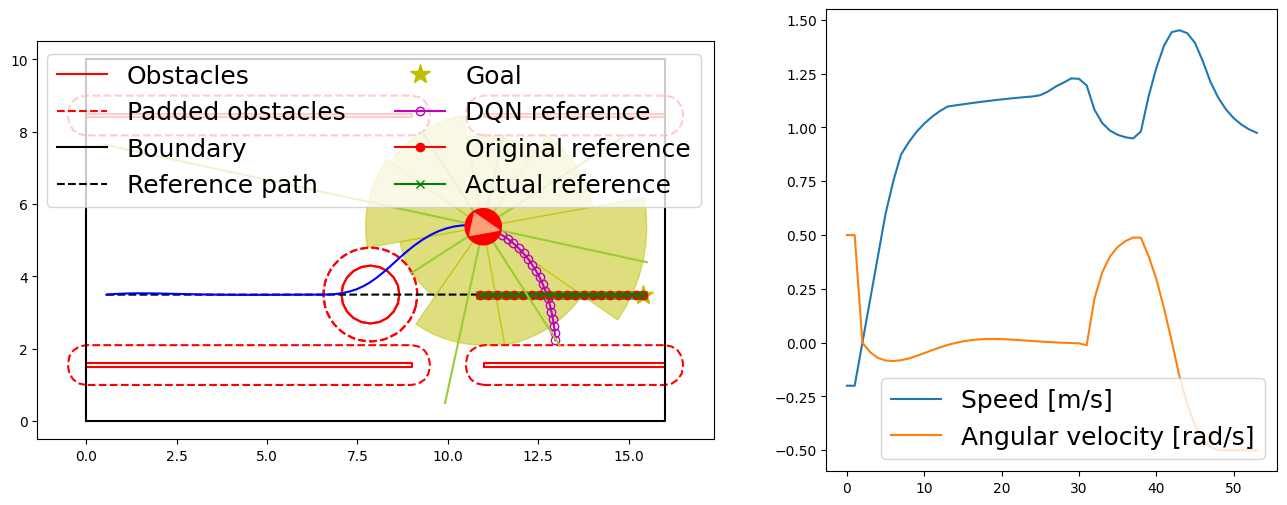 10
8
6
4
2
0
0.0 2.5 5.0 7.5 10.0 12.5 15.0
Obstacles
Padded obstacles
Boundary
Reference path
Goal
DQN reference
Original reference
Actual reference
1.50
1.25
1.00
0.75
0.50
0.25
0.00
−0.25
−0.50
0 10 20 30 40 50
Speed [m/s]
Angular velocity [rad/s]